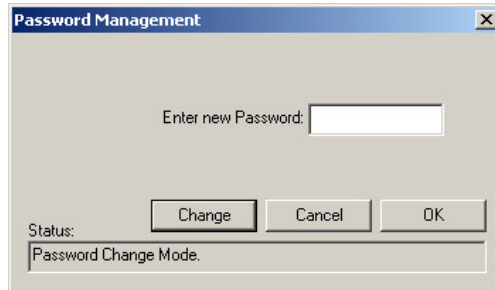 Password Management
Enter new Password:
Change Cancel OK
Status:
Password Change Mode.